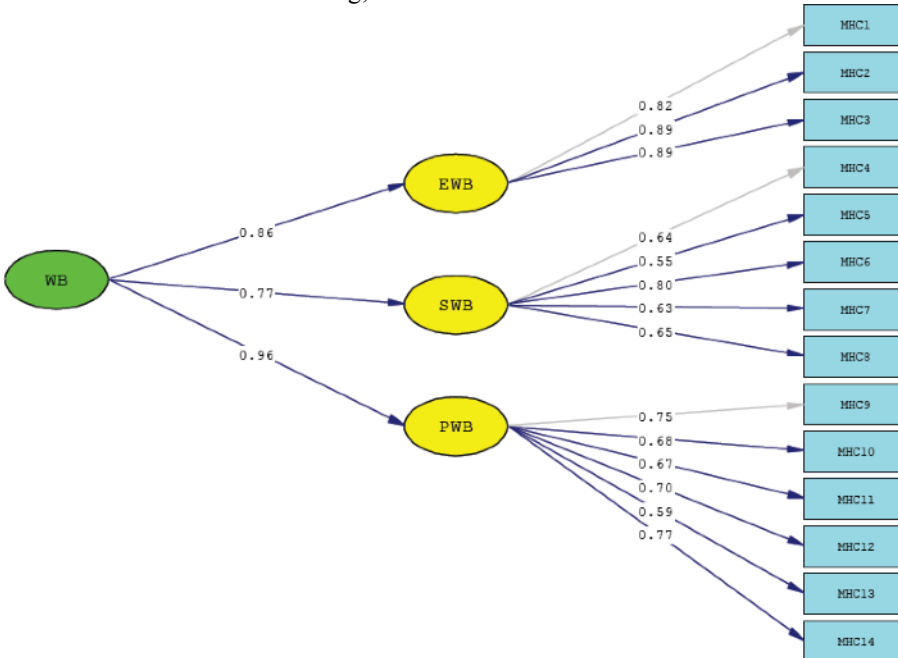 g,
MHC1
MHC2
0.82
0.89
MHC3
0.89
MHC4
EWB
MHC5
0.86
0.64
0.55
MHC6
WB
0.80
0.77
SWB
0.63
MHC7
0.65
MHC8
0.96
MHC9
0.75
PWB
0.68
MHC10
0.67
0.70
MHC11
0.59
0.77
MHC12
MHC13
MHC14